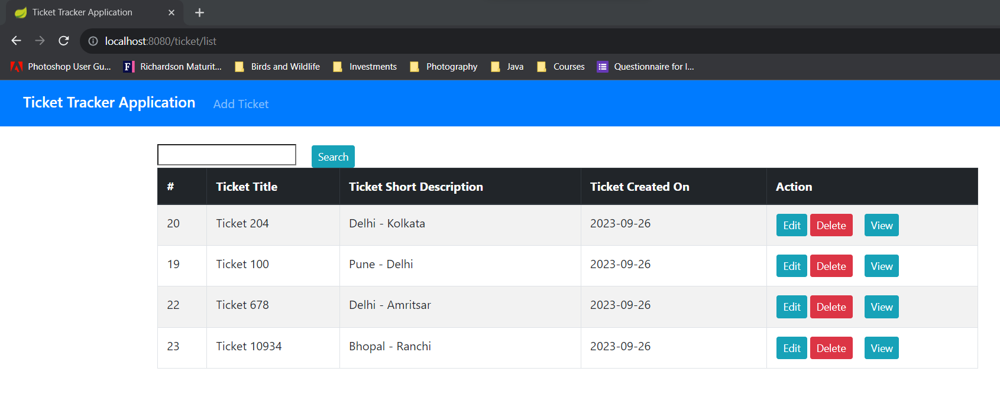 Ticket Tracker Application
localhost:8080/ticket/list
Photoshop User Gu... Richardson Maturit... Birds and Wildlife Investments Photography Java Courses Questionnaire for I...
Ticket Tracker Application Add Ticket
Search
# Ticket Title Ticket Short Description Ticket Created On Action
20 Ticket 204 Delhi - Kolkata 2023-09-26 Edit Delete View
19 Ticket 100 Pune - Delhi 2023-09-26 Edit Delete View
22 Ticket 678 Delhi - Amritsar 2023-09-26 Edit Delete View
23 Ticket 10934 Bhopal - Ranchi 2023-09-26 Edit Delete View